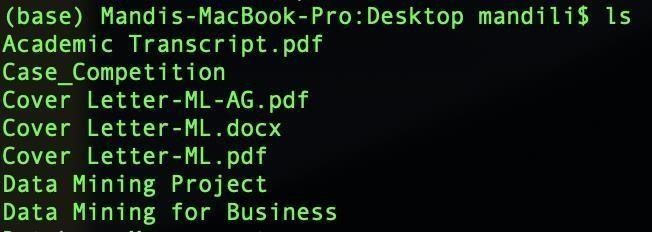 (base) Mandis-MacBook-Pro:Desktop mandili$ ls
Academic Transcript.pdf
Case_Competition
Cover Letter-ML-AG.pdf
Cover Letter-ML.docx
Cover Letter-ML.pdf
Data Mining Project
Data Mining for Business